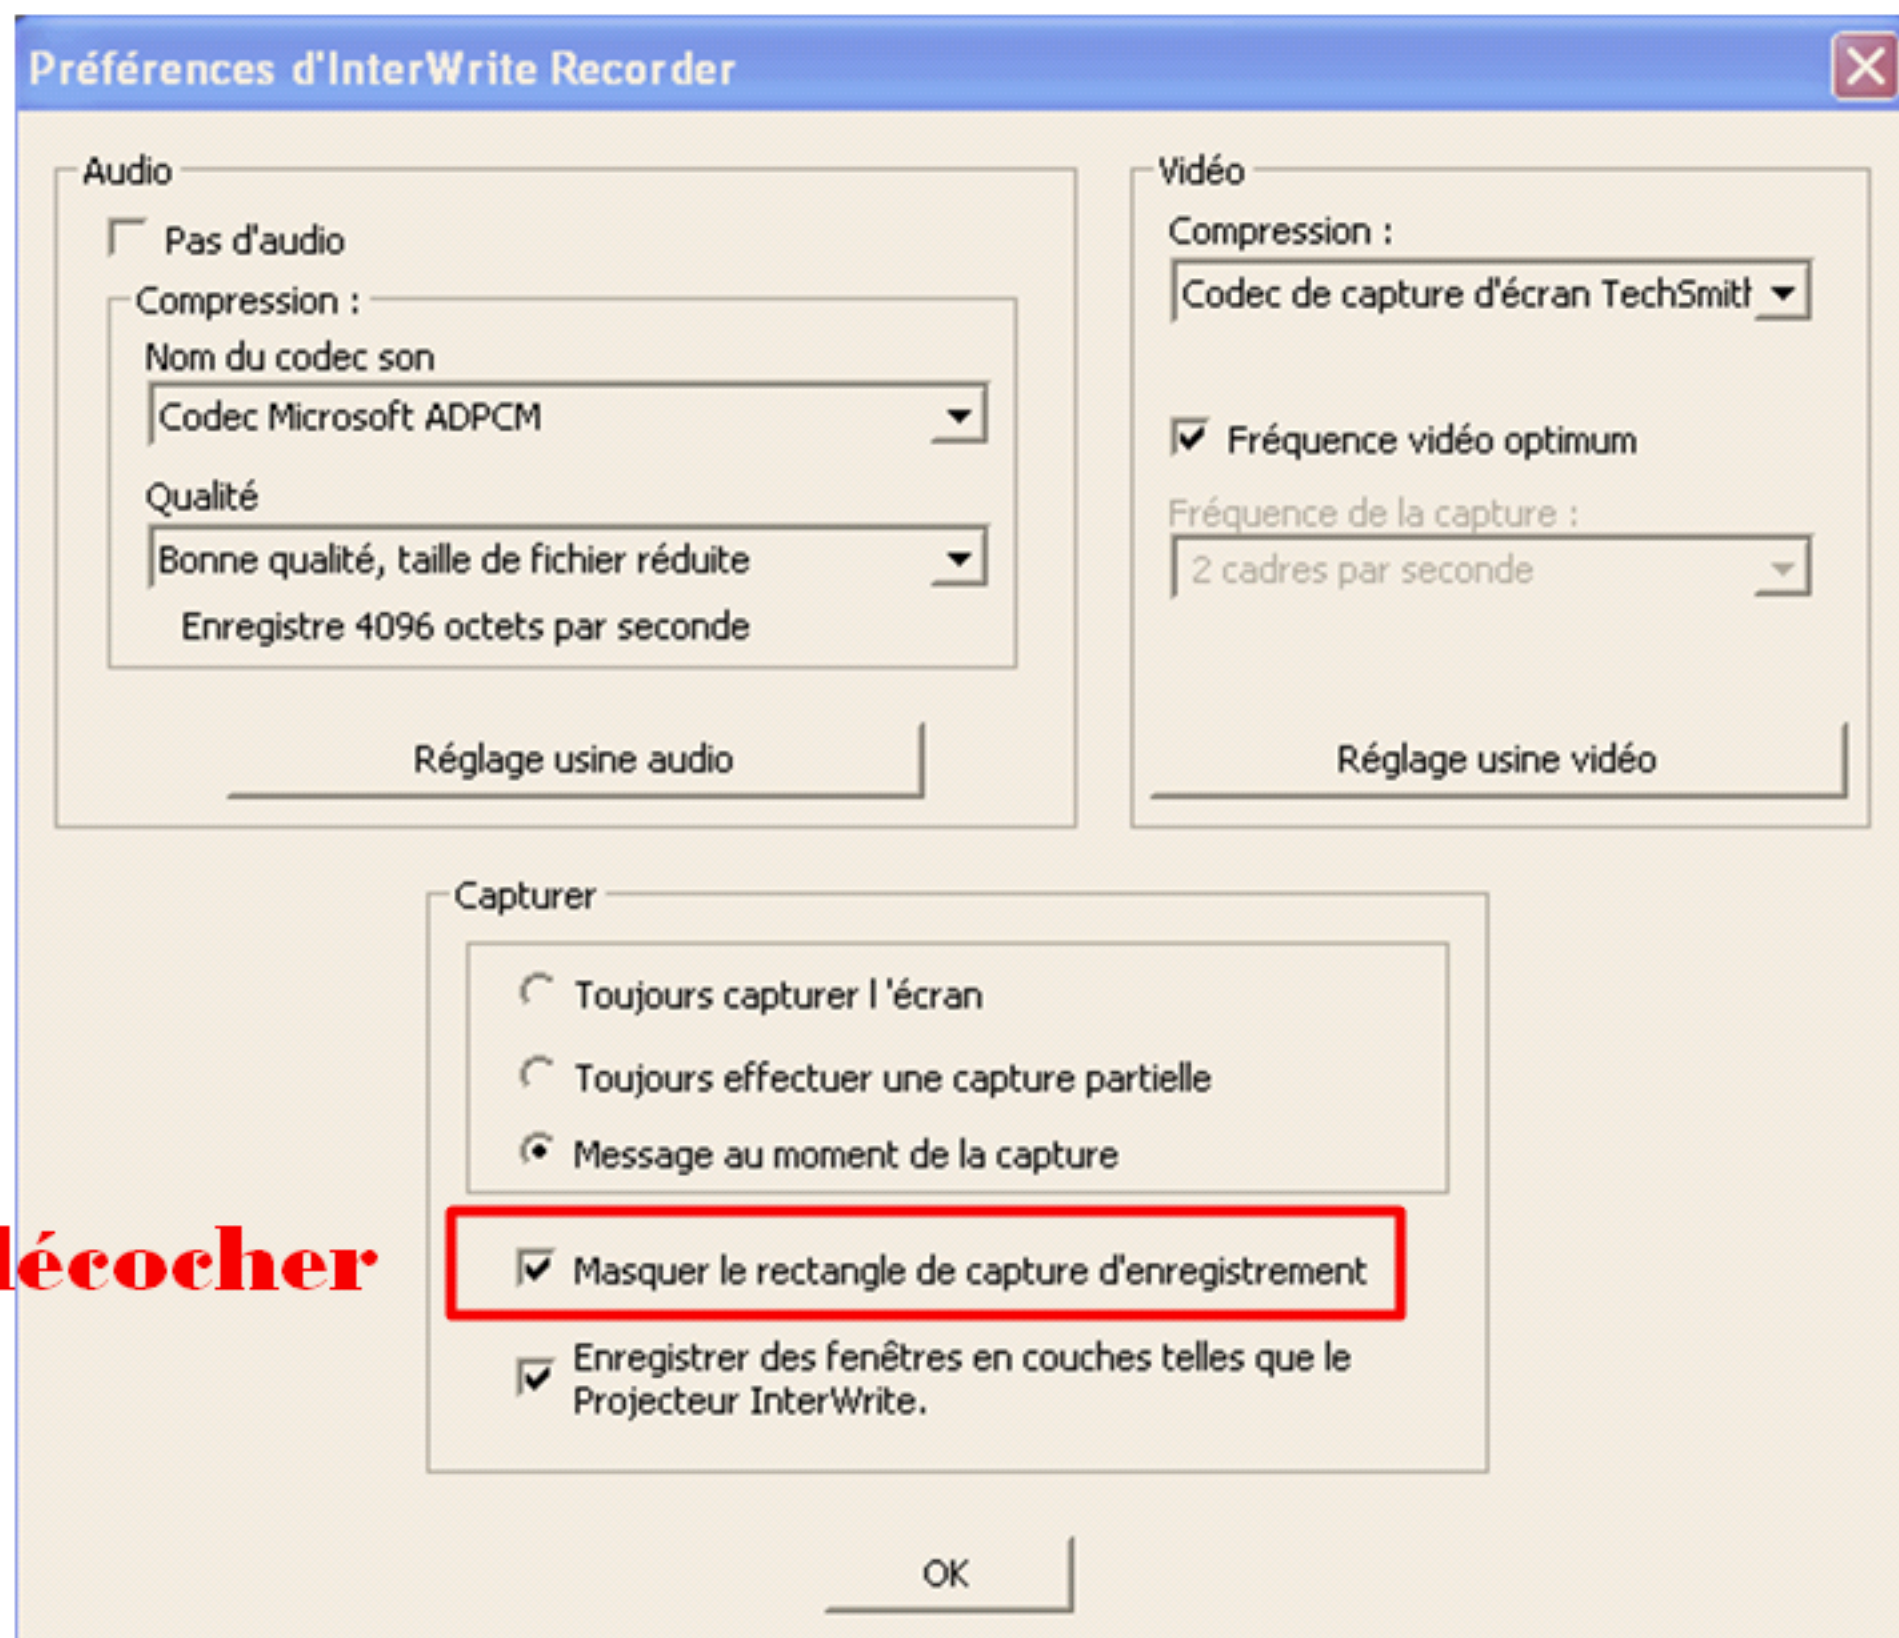 Préférences d'InterWrite Recorder
Audio
Pas d'audio
Compression :
Nom du codec son
Codec Microsoft ADPCM
Qualité
Bonne qualité, taille de fichier réduite
Enregistre 4096 octets par seconde
Réglage usine audio
Vidéo
Compression :
Codec de capture d'écran TechSmith
Fréquence vidéo optimum
Fréquence de la capture :
2 cadres par seconde
Réglage usine vidéo
Capturer
Toujours capturer l 'écran
Toujours effectuer une capture partielle
Message au moment de la capture
décocher
Masquer le rectangle de capture d'enregistrement
Enregistrer des fenêtres en couches telles que le
Projecteur InterWrite.
OK